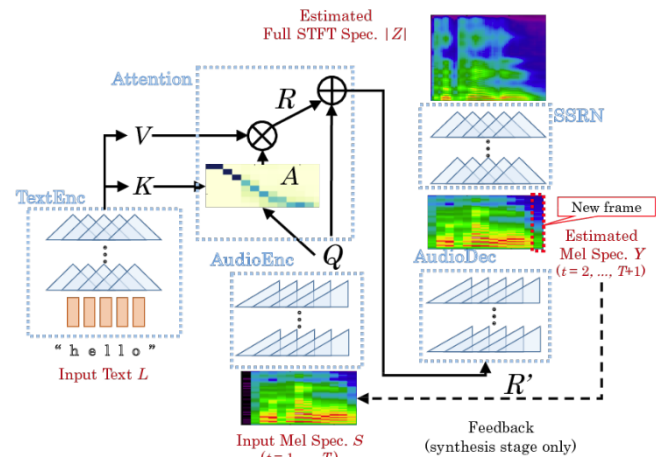 Estimated
Full STFT Spec. |Z|
Attention
R
SSRN
V
A
K
TextEnc
New frame
Q
AudioEnc
Estimated
Mel Spec. Y
(t = 2, ..., T+1)
AudioDec
"hello"
Input Text L
R'
Input Mel Spec. S
Feedback
(synthesis stage only)